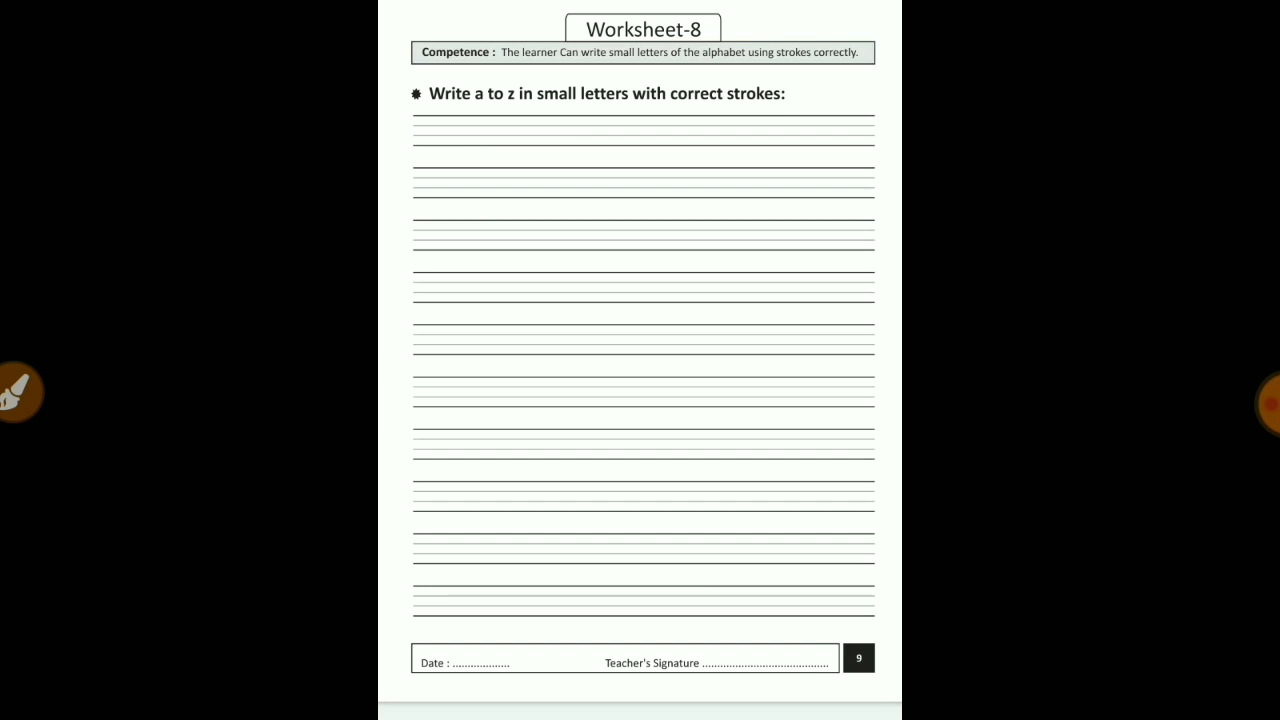 Worksheet-8
Competence : The learner Can write small letters of the alphabet using strokes correctly.
✸ Write a to z in small letters with correct strokes:
Date : ...................
Teacher's Signature ..........................................
9